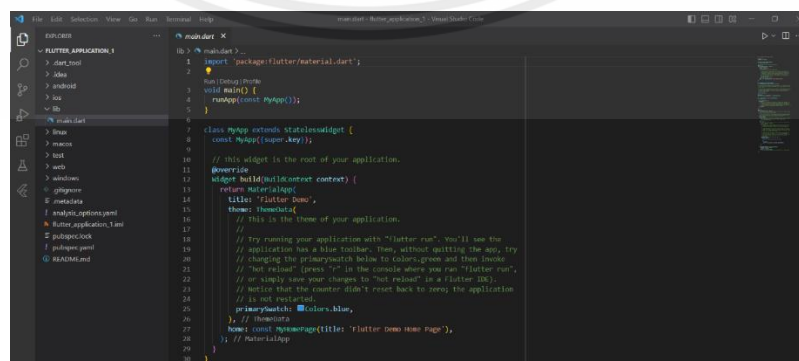 File Edit Selection View Go Run Terminal Help
main.dart - flutter_application_1 - Visual Studio Code
EXPLORER
main.dart
FLUTTER_APPLICATION_1
.dart_tool
.idea
android
ios
lib
main.dart
linux
macos
test
web
windows
.gitignore
.metadata
analysis_options.yaml
flutter_application_1.iml
pubspec.lock
pubspec.yaml
README.md
lib > main.dart > ...
1 import 'package:flutter/material.dart';
2
Run | Debug | Profile
3 void main() {
4 runApp(const MyApp());
5 }
6
7 class MyApp extends StatelessWidget {
8 const MyApp({super.key});
9
10 // This widget is the root of your application.
11 @override
12 Widget build(BuildContext context) {
13 return MaterialApp(
14 title: 'Flutter Demo',
15 theme: ThemeData(
16 // This is the theme of your application.
17 //
18 // Try running your application with "flutter run". You'll see the
19 // application has a blue toolbar. Then, without quitting the app, try
20 // changing the primarySwatch below to Colors.green and then invoke
21 // "hot reload" (press "r" in the console where you ran "flutter run",
22 // or simply save your changes to "hot reload" in a Flutter IDE).
23 // Notice that the counter didn't reset back to zero; the application
24 // is not restarted.
25 primarySwatch: Colors.blue,
26 ), // ThemeData
27 home: const MyHomePage(title: 'Flutter Demo Home Page'),
28 ); // MaterialApp
29 }
30 }